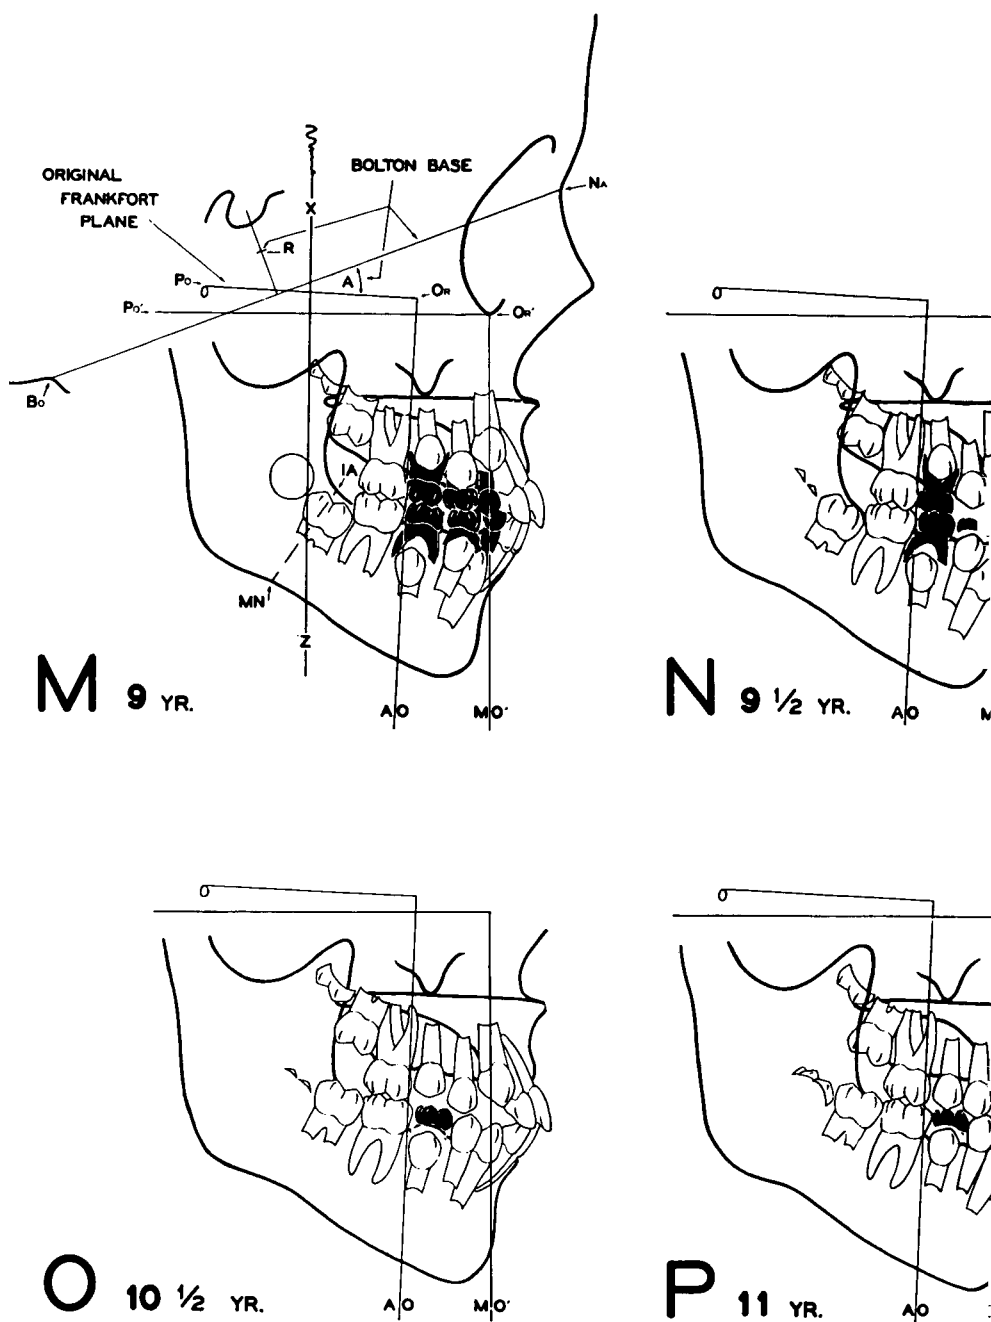 ORIGINAL
FRANKFORT
PLANE
BOLTON BASE
X
NA
R
A
PO
OR
PO'
OR'
BO
IA
MN
Z
M 9 YR.
AO MO'
N 9 1/2 YR.
AO M
O 10 1/2 YR.
AO MO'
P 11 YR.
AO